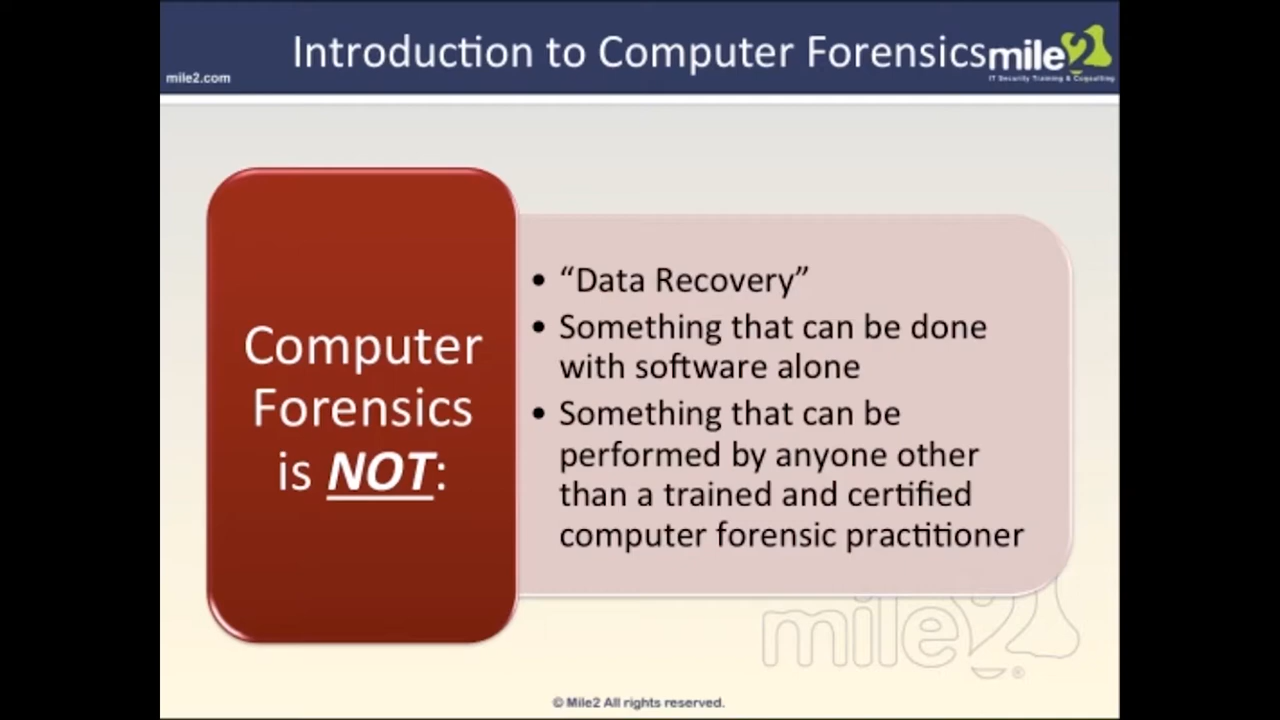 Introduction to Computer Forensics
mile2
IT Security Training & Consulting
mile2.com
Computer
Forensics
is NOT:
• “Data Recovery”
• Something that can be done
with software alone
• Something that can be
performed by anyone other
than a trained and certified
computer forensic practitioner
mile2®
© Mile2 All rights reserved.